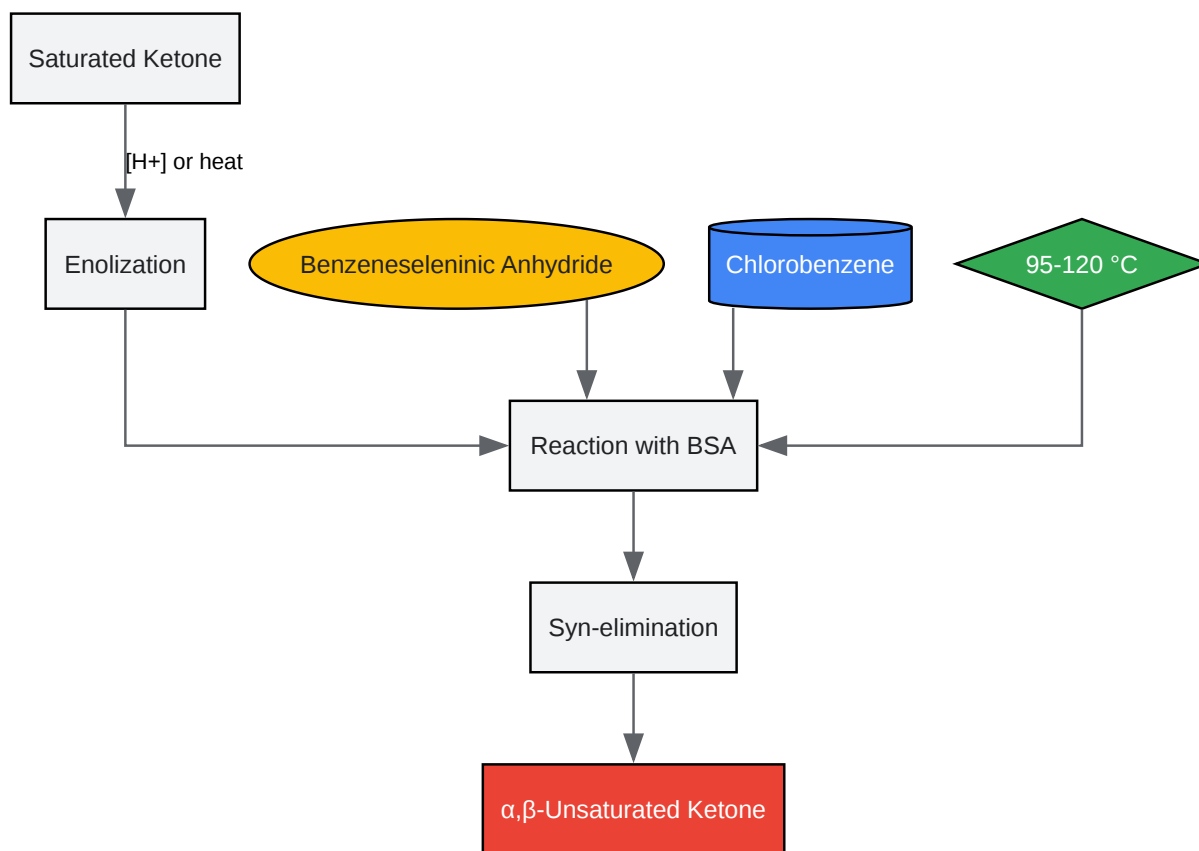 Saturated Ketone
[H+] or heat
Enolization
Benzeneseleninic Anhydride
Chlorobenzene
95-120 °C
Reaction with BSA
Syn-elimination
α,β-Unsaturated Ketone